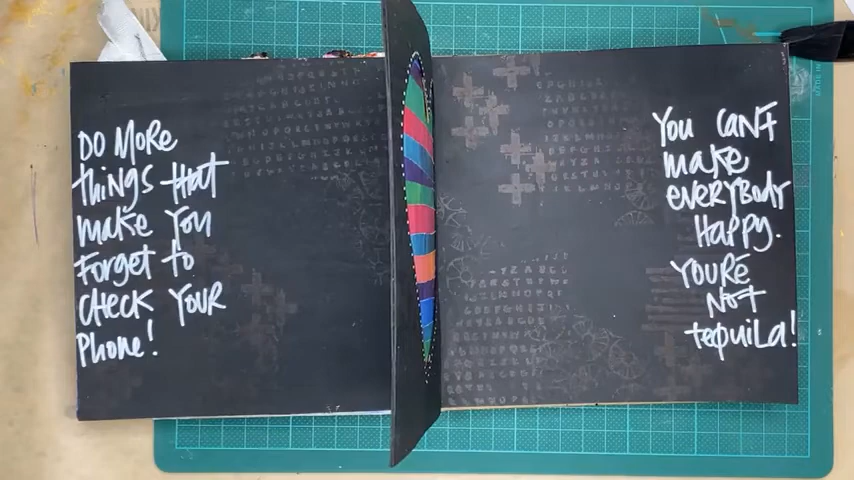 Do More
things that
make You
Forget to
CHECK YOUR
Phone!
You CAN'T
make
eveRYBody
HAPPY.
You're
Not
tequila!